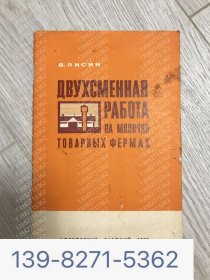 В. ЛИСИН
ДВУХСМЕННАЯ
РАБОТА
НА МОЛОЧНО
ТОВАРНЫХ ФЕРМАХ
139-8271-5362